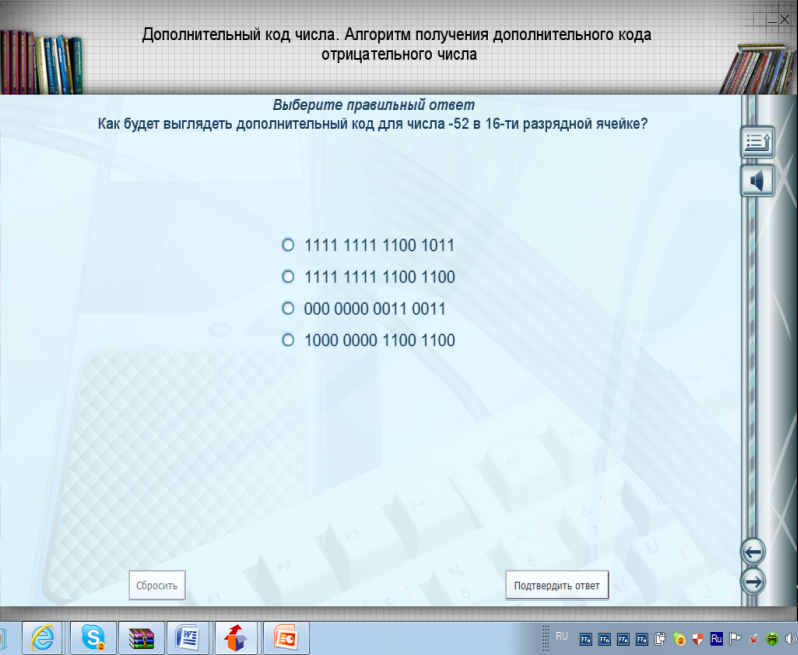 Дополнительный код числа. Алгоритм получения дополнительного кода
отрицательного числа
Выберите правильный ответ
Как будет выглядеть дополнительный код для числа -52 в 16-ти разрядной ячейке?
1111 1111 1100 1011
1111 1111 1100 1100
000 0000 0011 0011
1000 0000 1100 1100
Сбросить
Подтвердить ответ
RU